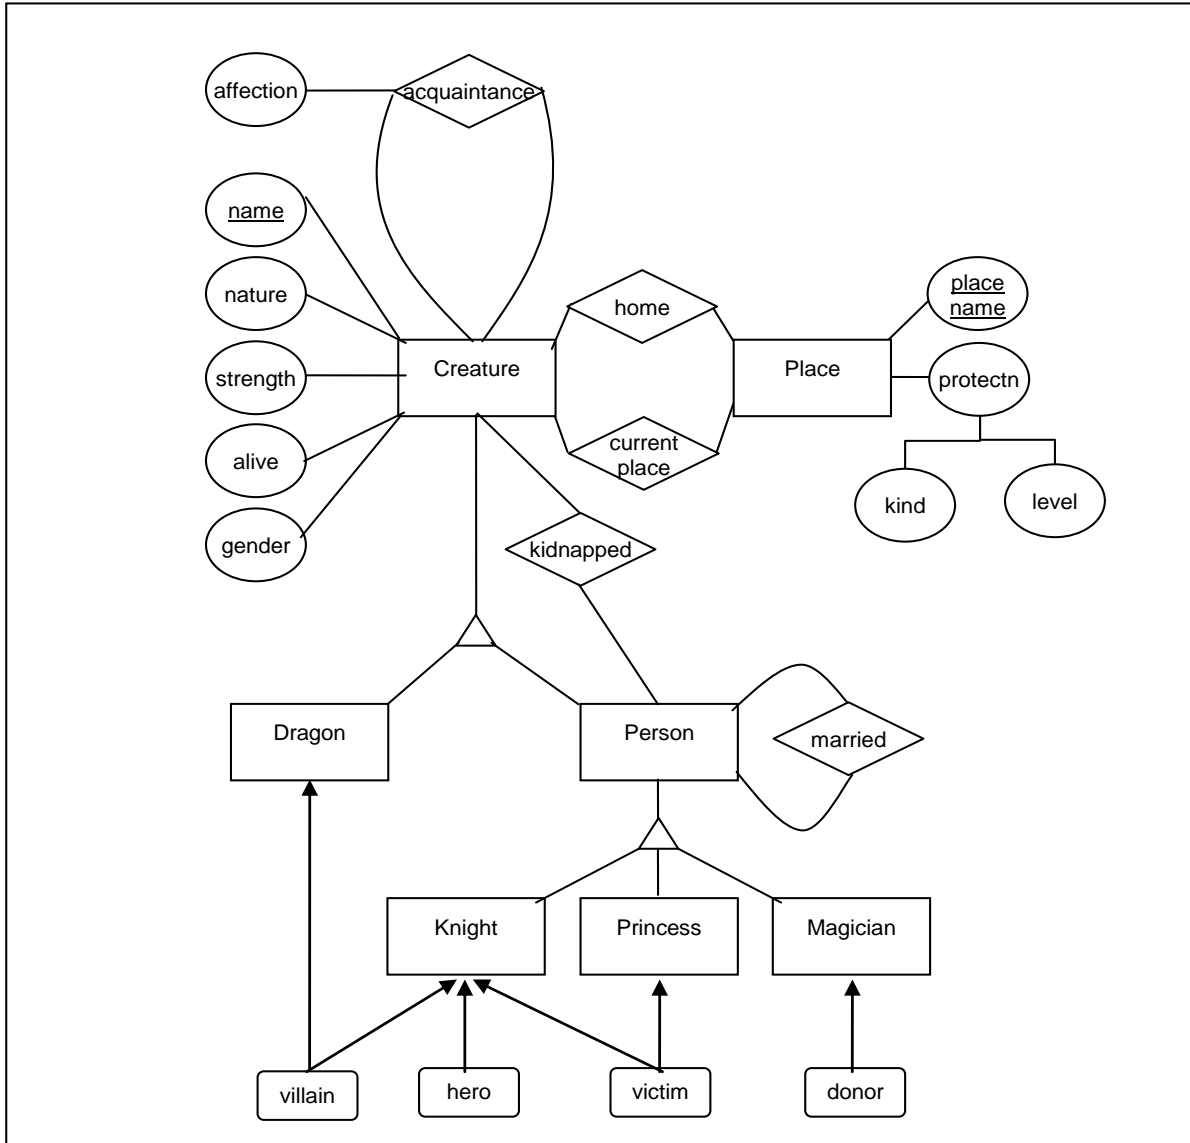 affection
acquaintance
name
nature
strength
alive
gender
Creature
home
current
place
Place
place
name
protectn
kind
level
kidnapped
Dragon
Person
married
Knight
Princess
Magician
villain
hero
victim
donor